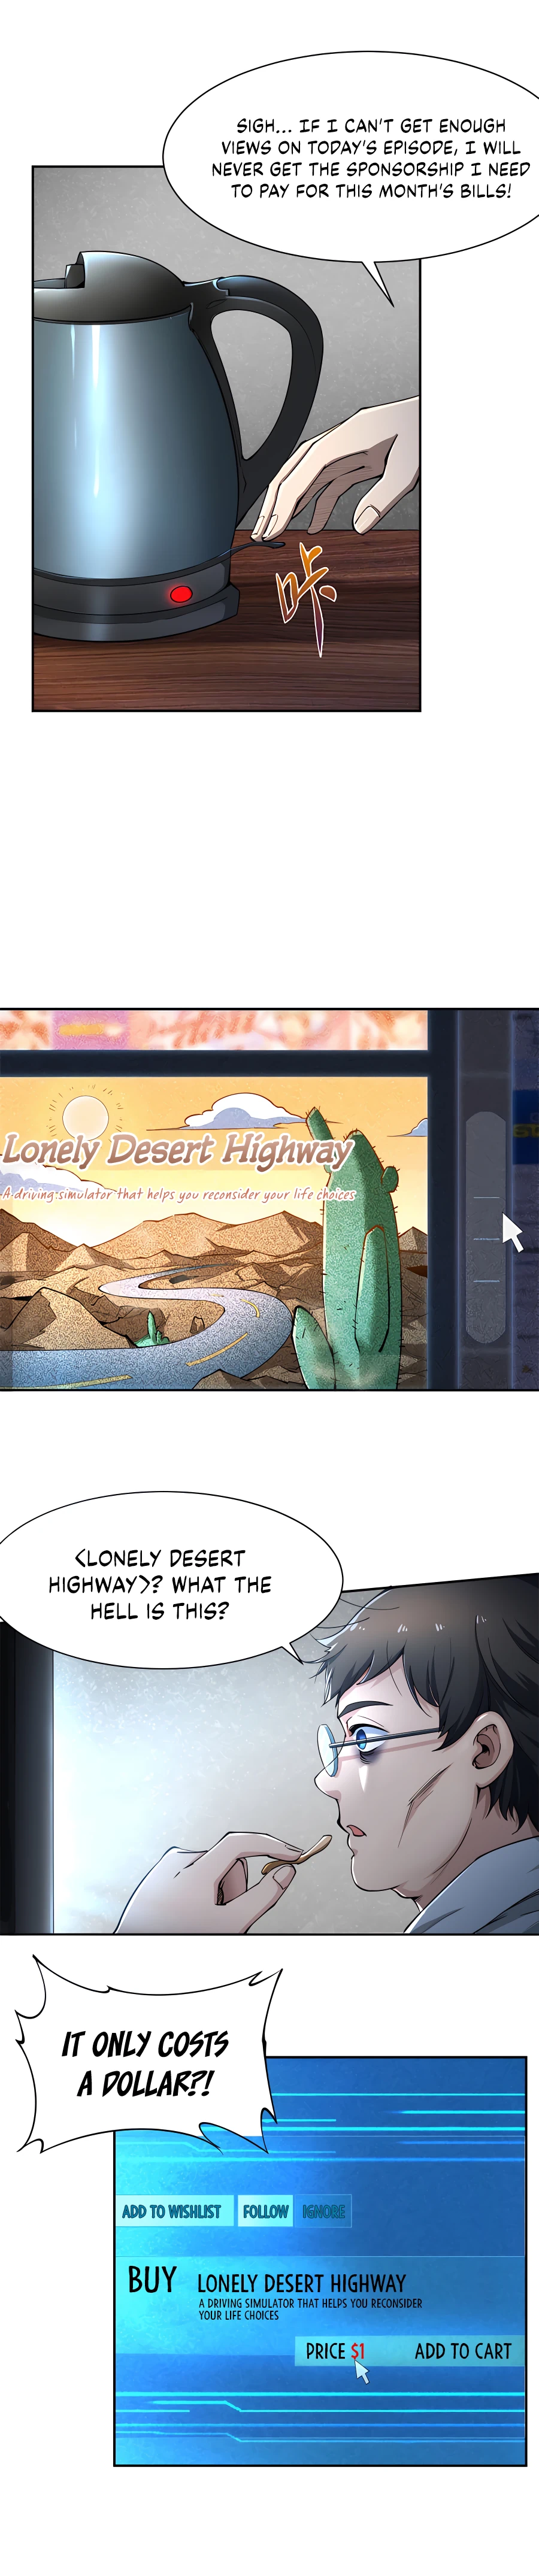 SIGH... IF I CAN'T GET ENOUGH
VIEWS ON TODAY'S EPISODE, I WILL
NEVER GET THE SPONSORSHIP I NEED
TO PAY FOR THIS MONTH'S BILLS!
咔
Lonely Desert Highway
A driving simulator that helps you reconsider your life choices
<LONELY DESERT
HIGHWAY>? WHAT THE
HELL IS THIS?
IT ONLY COSTS
A DOLLAR?!
ADD TO WISHLIST FOLLOW IGNORE
BUY LONELY DESERT HIGHWAY
A DRIVING SIMULATOR THAT HELPS YOU RECONSIDER
YOUR LIFE CHOICES
PRICE $1 ADD TO CART